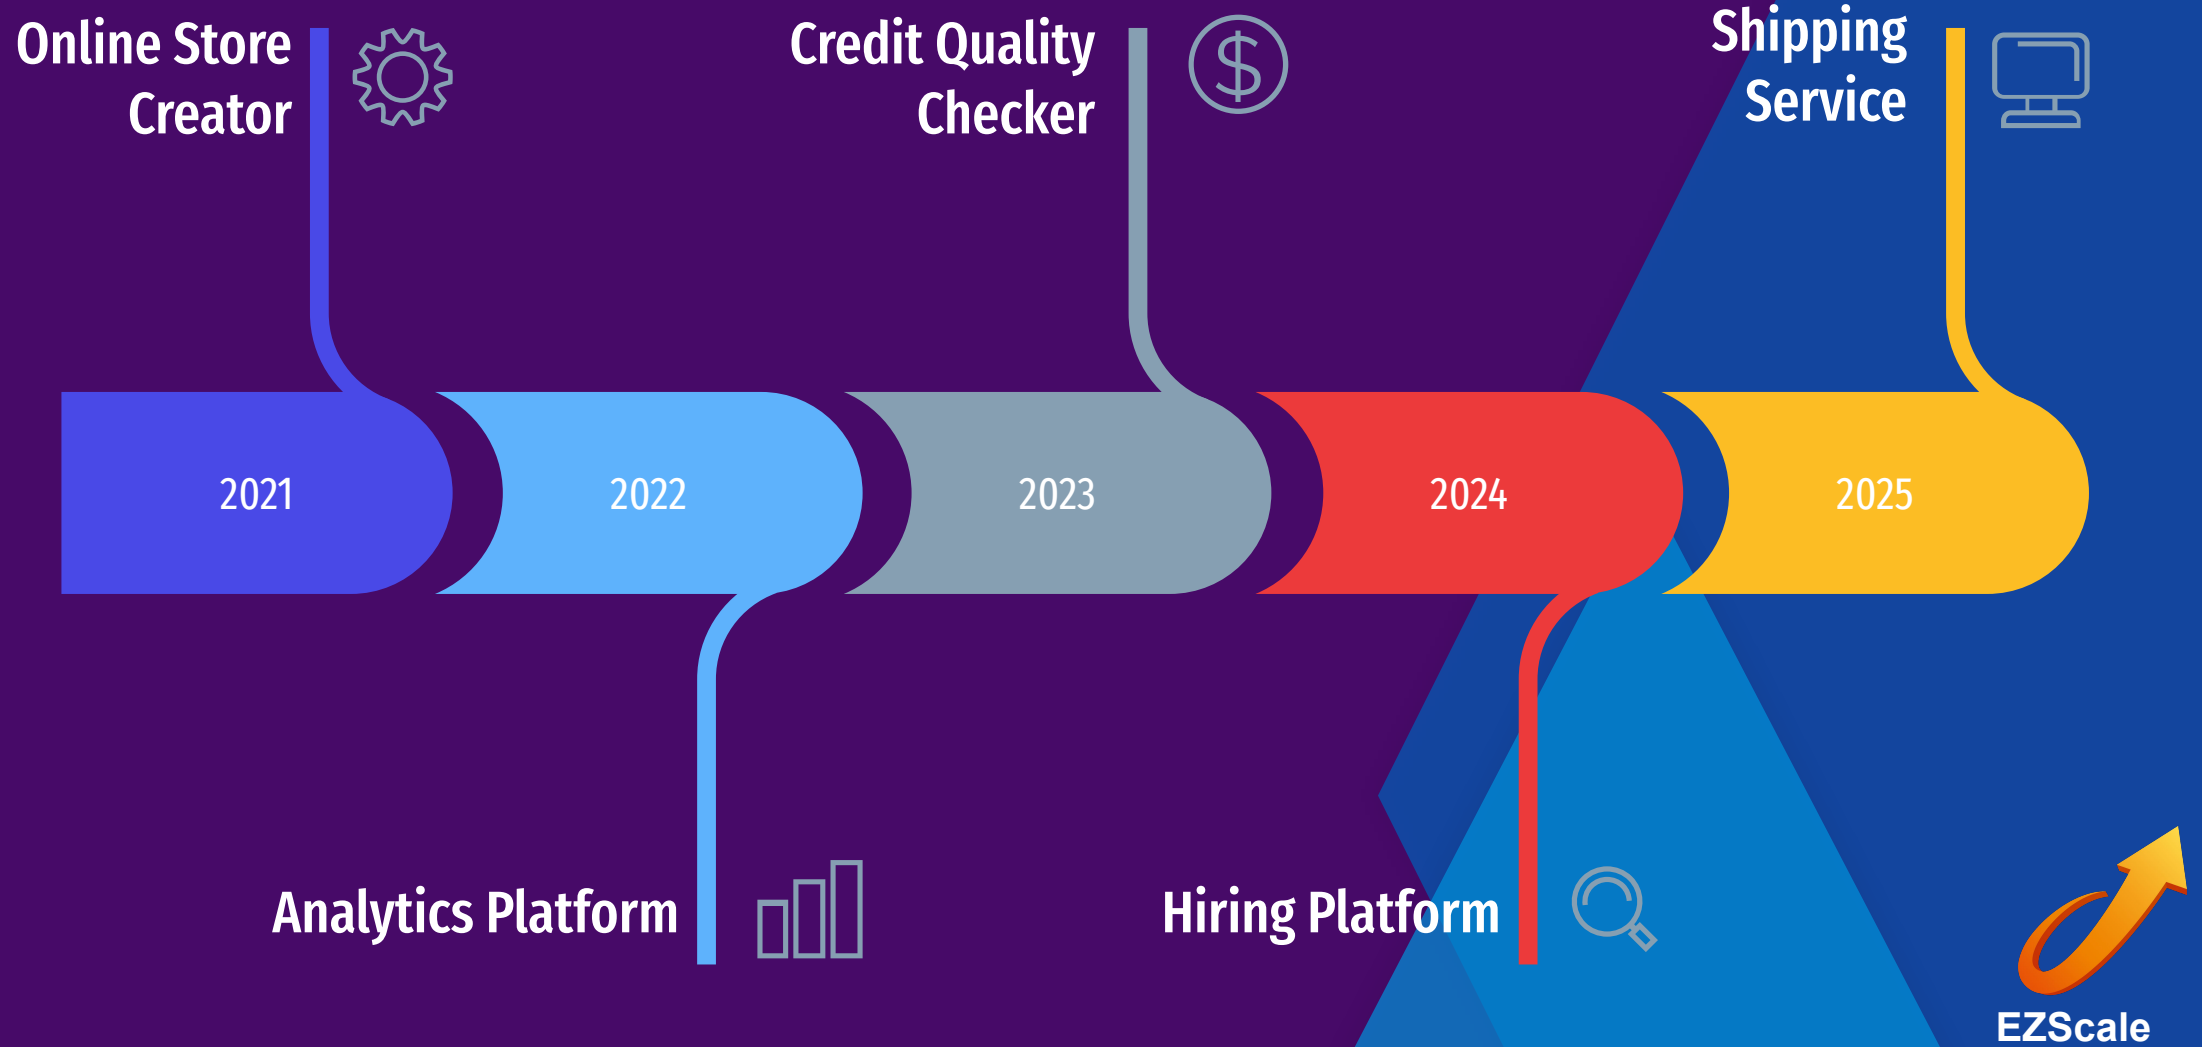 Online Store
Creator
Credit Quality
Checker
Shipping
Service
2021
2022
2023
2024
2025
Analytics Platform
Hiring Platform
EZScale